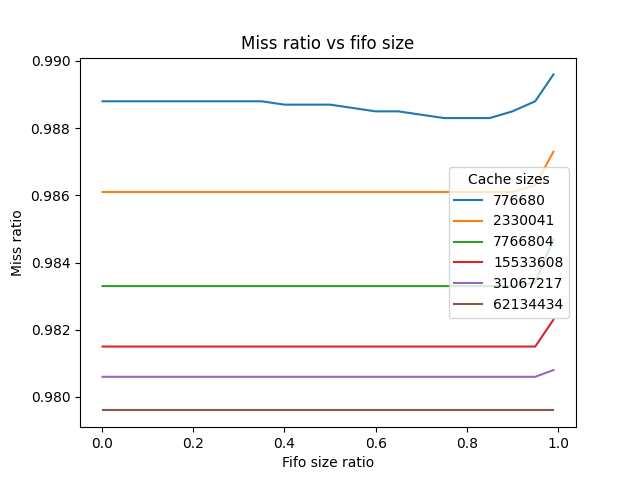 Miss ratio vs fifo size
0.990
0.988
0.986
0.984
0.982
0.980
Miss ratio
Cache sizes
776680
2330041
7766804
15533608
31067217
62134434
0.0 0.2 0.4 0.6 0.8 1.0
Fifo size ratio